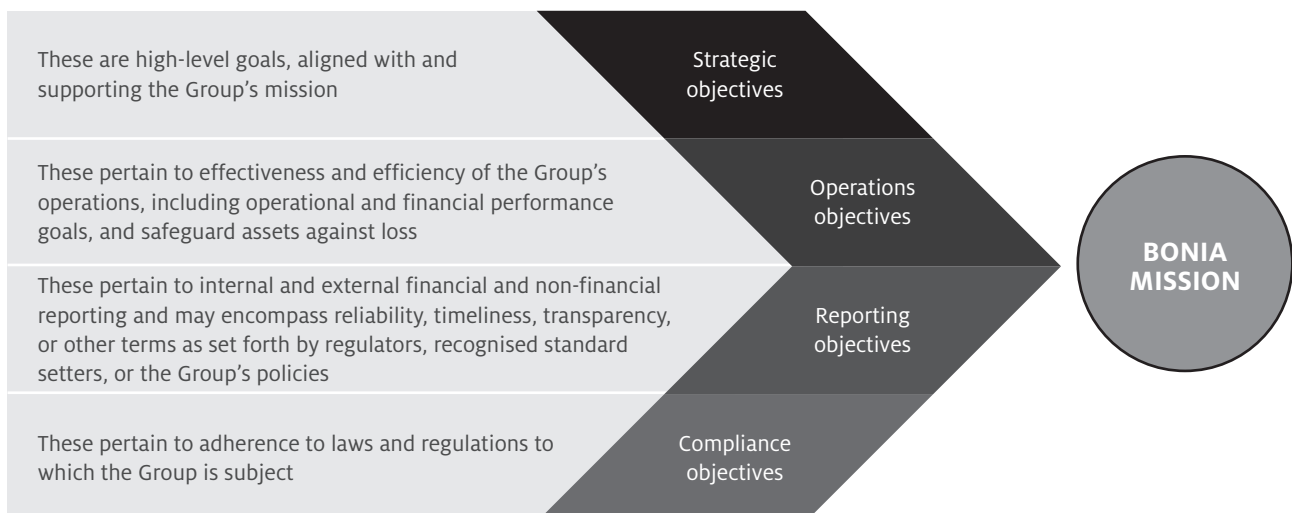 These are high-level goals, aligned with and
supporting the Group’s mission
Strategic
objectives
These pertain to effectiveness and efficiency of the Group’s
operations, including operational and financial performance
goals, and safeguard assets against loss
Operations
objectives
These pertain to internal and external financial and non-financial
reporting and may encompass reliability, timeliness, transparency,
or other terms as set forth by regulators, recognised standard
setters, or the Group’s policies
Reporting
objectives
These pertain to adherence to laws and regulations to
which the Group is subject
Compliance
objectives
BONIA
MISSION